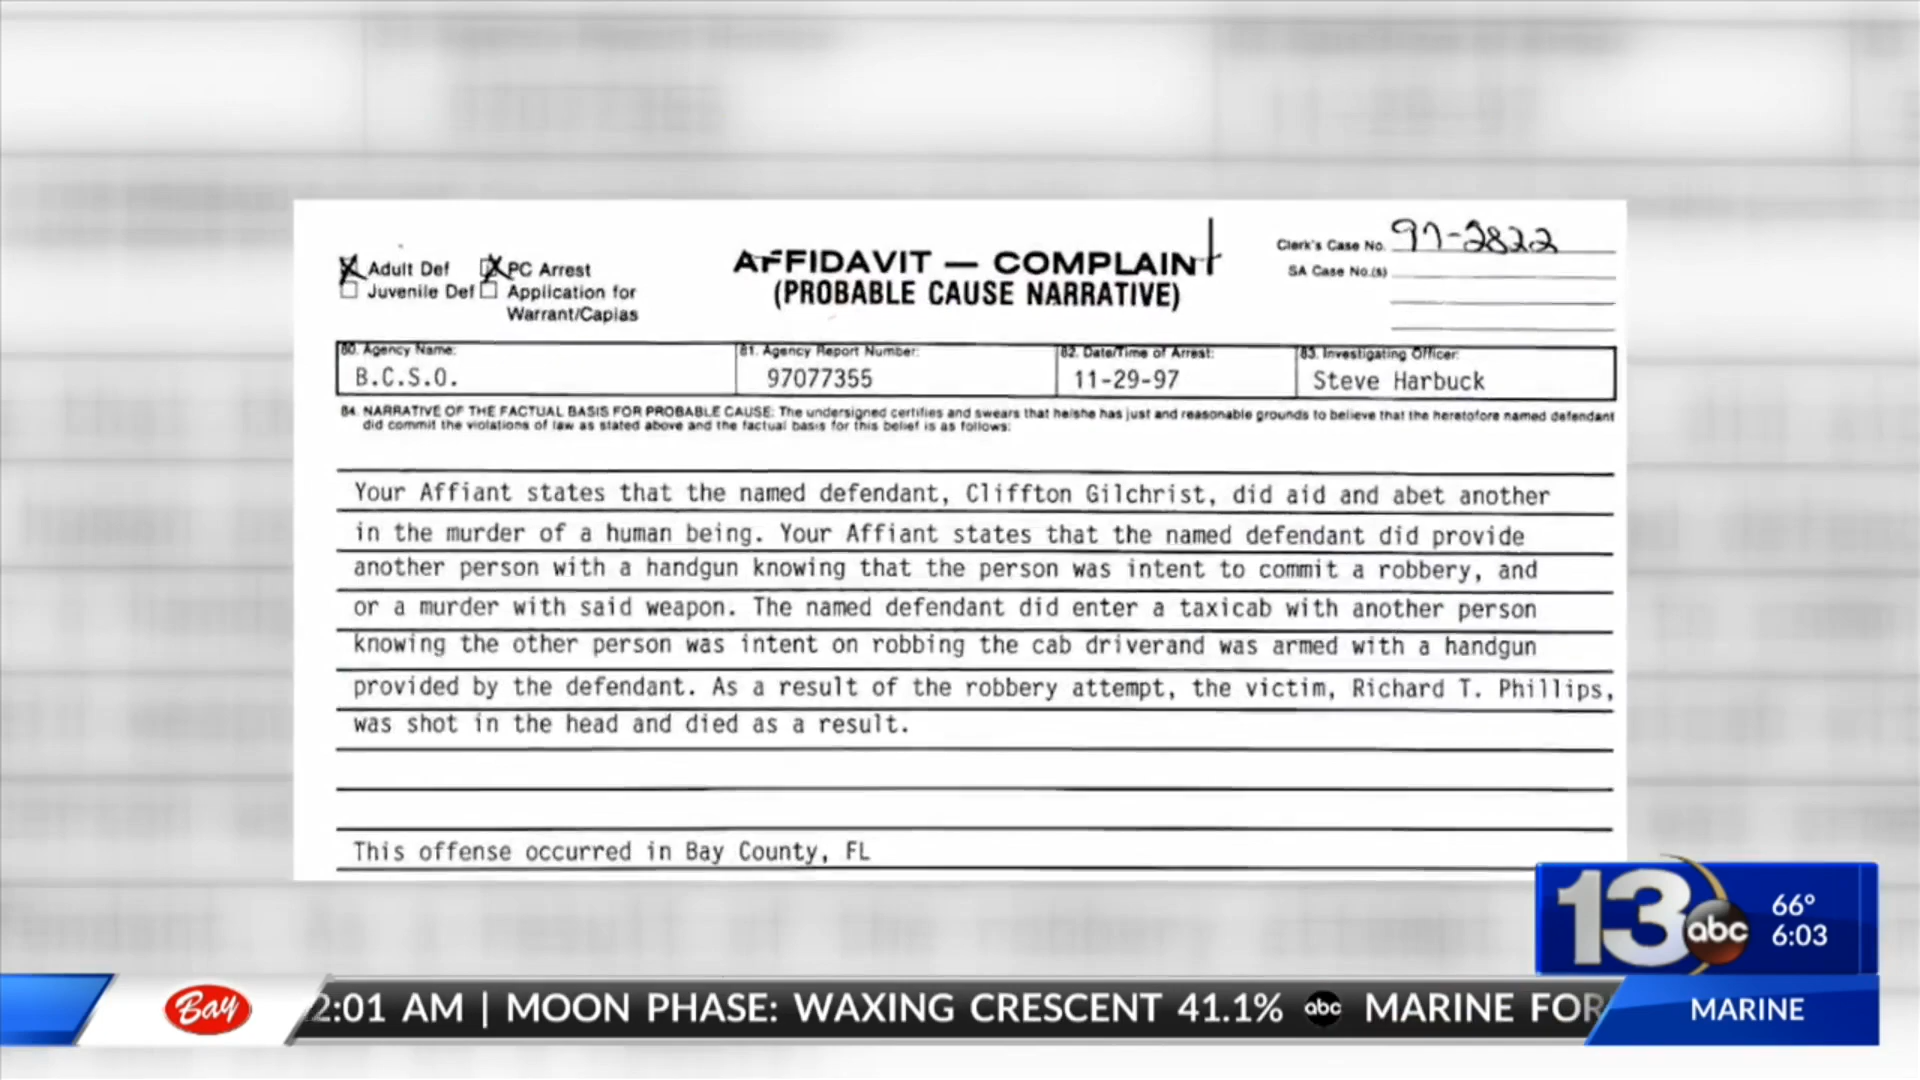 Adult Def
PC Arrest
Juvenile Def
Application for
Warrant/Capias
AFFIDAVIT — COMPLAINT
(PROBABLE CAUSE NARRATIVE)
Clerk's Case No. 97-2822
SA Case No.(s)
80. Agency Name:
B.C.S.O.
81. Agency Report Number:
97077355
82. Date/Time of Arrest:
11-29-97
83. Investigating Officer:
Steve Harbuck
84. NARRATIVE OF THE FACTUAL BASIS FOR PROBABLE CAUSE: The undersigned certifies and swears that he/she has just and reasonable grounds to believe that the heretofore named defendant
did commit the violations of law as stated above and the factual basis for this belief is as follows:
Your Affiant states that the named defendant, Cliffton Gilchrist, did aid and abet another
in the murder of a human being. Your Affiant states that the named defendant did provide
another person with a handgun knowing that the person was intent to commit a robbery, and
or a murder with said weapon. The named defendant did enter a taxicab with another person
knowing the other person was intent on robbing the cab driverand was armed with a handgun
provided by the defendant. As a result of the robbery attempt, the victim, Richard T. Phillips,
was shot in the head and died as a result.
This offense occurred in Bay County, FL
13 abc
66°
6:03
Bay
2:01 AM | MOON PHASE: WAXING CRESCENT 41.1% abc MARINE FOR
MARINE